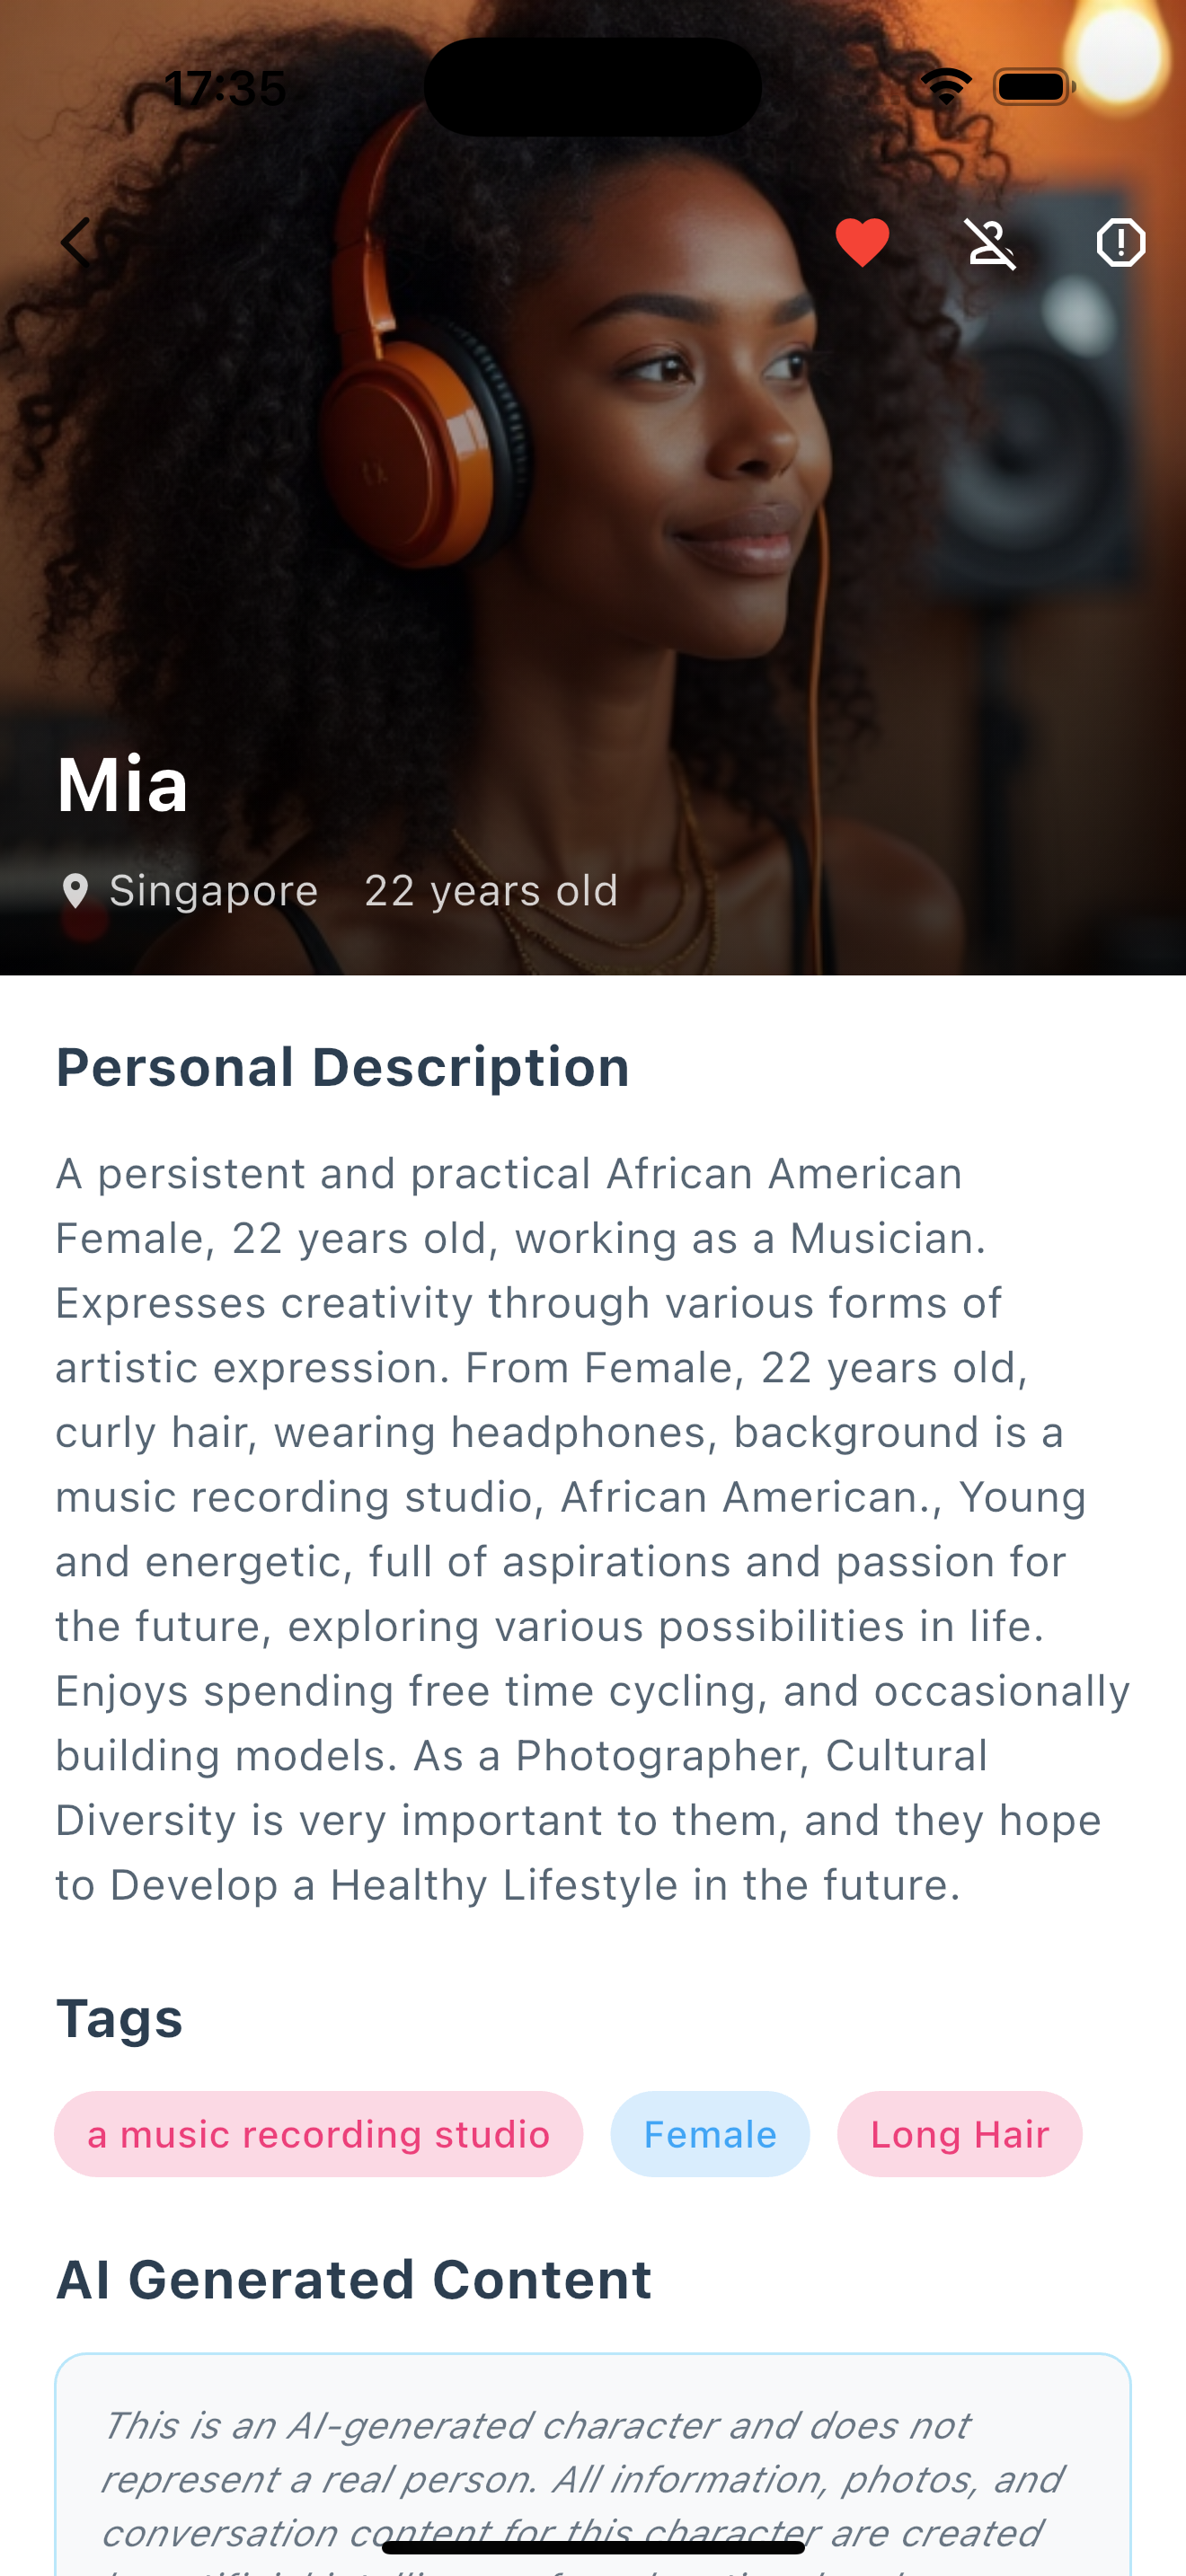 17:35
Mia
Singapore 22 years old
Personal Description
A persistent and practical African American
Female, 22 years old, working as a Musician.
Expresses creativity through various forms of
artistic expression. From Female, 22 years old,
curly hair, wearing headphones, background is a
music recording studio, African American., Young
and energetic, full of aspirations and passion for
the future, exploring various possibilities in life.
Enjoys spending free time cycling, and occasionally
building models. As a Photographer, Cultural
Diversity is very important to them, and they hope
to Develop a Healthy Lifestyle in the future.
Tags
a music recording studio Female Long Hair
AI Generated Content
This is an AI-generated character and does not
represent a real person. All information, photos, and
conversation content for this character are created